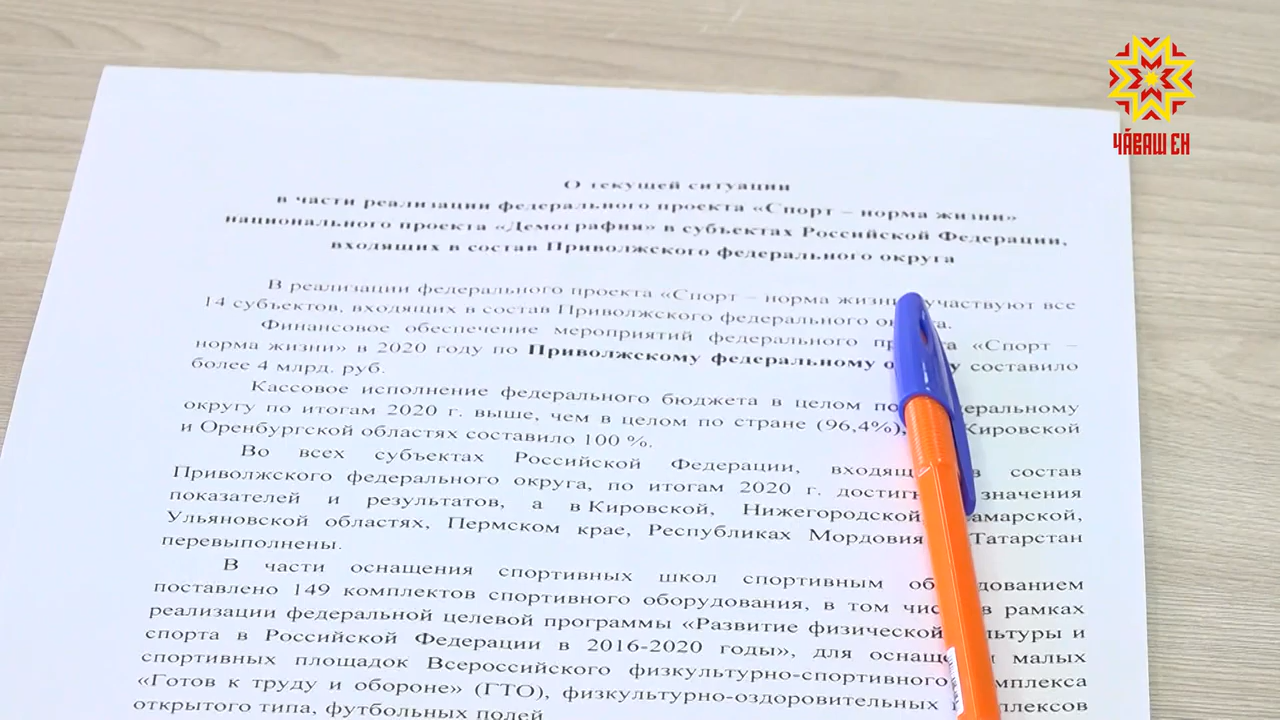 ЧӐВАШ ЕН
О текущей ситуации
в части реализации федерального проекта «Спорт – норма жизни»
национального проекта «Демография» в субъектах Российской Федерации,
входящих в состав Приволжского федерального округа
В реализации федерального проекта «Спорт – норма жизни участвуют все
14 субъектов, входящих в состав Приволжского федерального
Финансовое обеспечение мероприятий федерального «Спорт –
норма жизни» в 2020 году по Приволжскому федеральному составило
более 4 млрд. руб.
Кассовое исполнение федерального бюджета в целом по
округу по итогам 2020 г. выше, чем в целом по стране (96,4%), Кировской
и Оренбургской областях составило 100 %.
Во всех субъектах Российской Федерации, состав
Приволжского федерального округа, по итогам 2020 г. значения
показателей и результатов, а в Кировской, Нижегородской
Ульяновской областях, Пермском крае, Республиках Мордовия Татарстан
перевыполнены.
В части оснащения спортивных школ спортивным
поставлено 149 комплектов спортивного оборудования, в том в рамках
реализации федеральной целевой программы «Развитие физической и
спорта в Российской Федерации в 2016-2020 годы», для малых
спортивных площадок Всероссийского физкультурно-спортивного
«Готов к труду и обороне» (ГТО), физкультурно-оздоровительных
открытого типа, футбольных полей